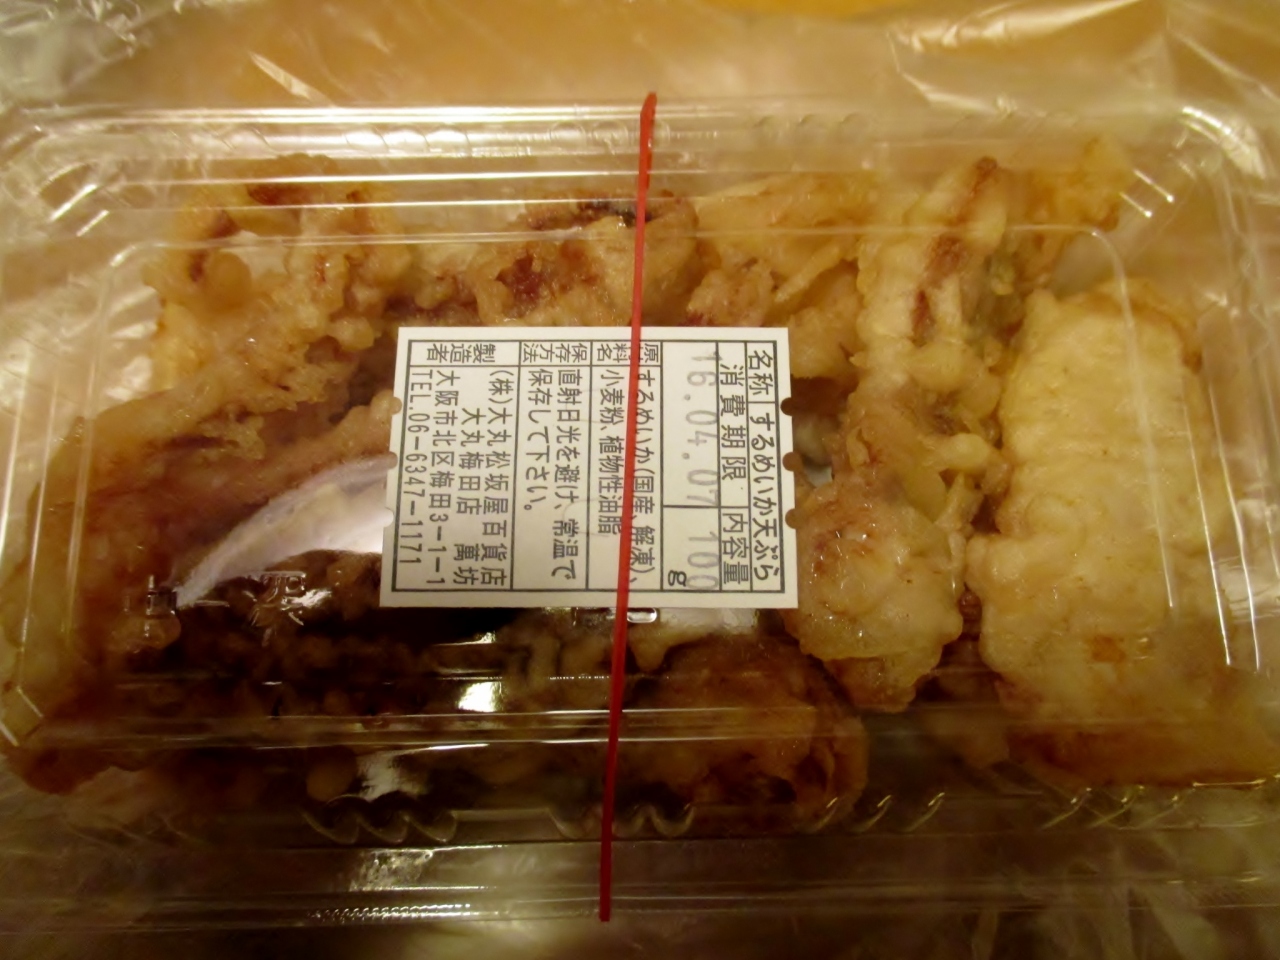 名称 するめいか天ぷら
消費期限 内容量
16.04.07 100g
原材料名 するめいか(国産、解凍)、
小麦粉、植物性油脂
保存方法 直射日光を避け、常温で
保存して下さい。
製造者 (株)大丸松坂屋百貨店
大丸梅田店 萬坊
大阪市北区梅田3-1-1
TEL.06-6347-1171